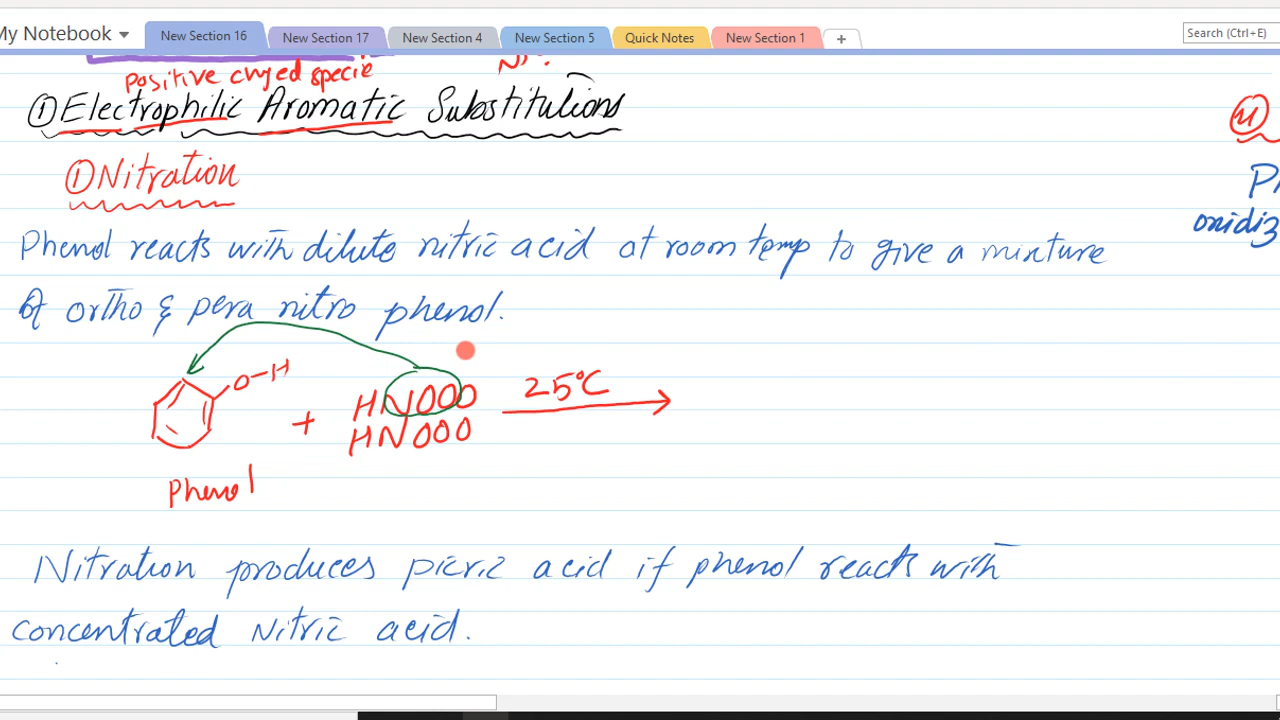 My Notebook
New Section 16
New Section 17
New Section 4
New Section 5
Quick Notes
New Section 1
+
Search (Ctrl+E)
positive chrged specie
① Electrophilic Aromatic Substitutions
① Nitration
Phenol reacts with dilute nitric acid at room temp to give a mixture
of ortho & pera nitro phenol.
O-H
+
HNOOO
HNOOO
25°C
Phenol
Nitration produces picric acid if phenol reacts with
concentrated Nitric acid.
onidiz